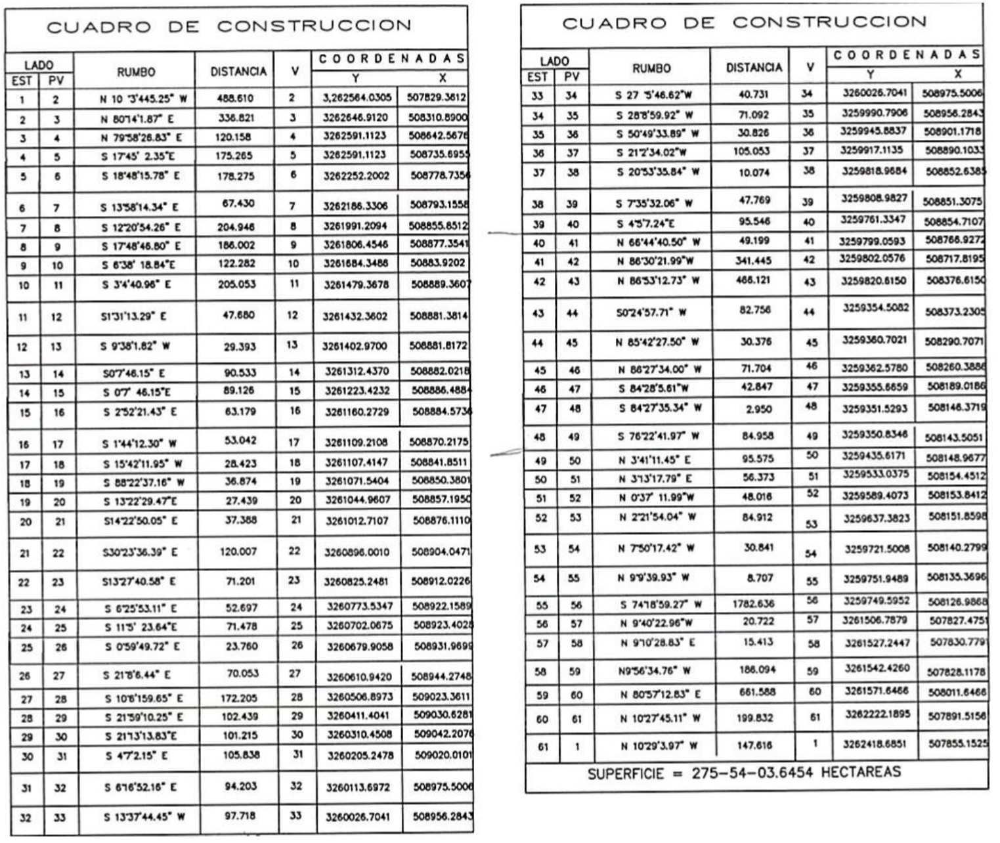 CUADRO DE CONSTRUCCION
LADO RUMBO DISTANCIA V COORDENADAS
EST PV Y X
1 2 N 10 °3'445.25" W 488.610 2 3,262564.0305 507829.3612
2 3 N 80°14'1.87" E 336.821 3 3262646.9120 508310.8900
3 4 N 79°58'26.83" E 120.158 4 3262591.1123 508642.5676
4 5 S 17°45' 2.35"E 175.265 5 3262591.1123 508735.6955
5 6 S 18°48'15.78" E 178.275 6 3262252.2002 508778.7356
6 7 S 13°58'14.34" E 67.430 7 3262186.3306 508793.1558
7 8 S 12°20'54.26" E 204.946 8 3261991.2094 508855.8512
8 9 S 17°48'46.80" E 186.002 9 3261806.4546 508877.3541
9 10 S 6°38' 18.84"E 122.282 10 3261684.3486 50883.9202
10 11 S 3°4'40.96" E 205.053 11 3261479.3678 508889.3607
11 12 S1°31'13.29" E 47.680 12 3261432.3602 508881.3814
12 13 S 9°38'1.82" W 29.393 13 3261402.9700 508881.8172
13 14 S0°7'46.15" E 90.533 14 3261312.4370 508882.0218
14 15 S 0°7' 46.15"E 89.126 15 3261223.4232 508886.4884
15 16 S 2°52'21.43" E 63.179 16 3261160.2729 508884.5736
16 17 S 1°44'12.30" W 53.042 17 3261109.2108 508870.2175
17 18 S 15°42'11.95" W 28.423 18 3261107.4147 508841.8511
18 19 S 88°22'37.16" W 36.874 19 3261071.5404 508850.3801
19 20 S 13°22'29.47"E 27.439 20 3261044.9607 508857.1950
20 21 S14°22'50.05" E 37.388 21 3261012.7107 508876.1110
21 22 S30°23'36.39" E 120.007 22 3260896.0010 508904.0471
22 23 S13°27'40.58" E 71.201 23 3260825.2481 508912.0226
23 24 S 6°25'53.11" E 52.697 24 3260773.5347 508922.1589
24 25 S 11°5' 23.64"E 71.478 25 3260702.0675 508923.4028
25 26 S 0°59'49.72" E 23.760 26 3260679.9058 508931.9699
26 27 S 21°8'6.44" E 70.053 27 3260610.9420 508944.2748
27 28 S 10°6'159.65" E 172.205 28 3260506.8973 509023.3611
28 29 S 21°59'10.25" E 102.439 29 3260411.4041 509030.6281
29 30 S 21°13'13.83"E 101.215 30 3260310.4508 509042.2076
30 31 S 4°7'2.15" E 105.838 31 3260205.2478 509020.0101
31 32 S 6°16'52.16" E 94.203 32 3260113.6972 508975.5006
32 33 S 13°37'44.45" W 97.718 33 3260026.7041 508956.2843
CUADRO DE CONSTRUCCION
LADO RUMBO DISTANCIA V COORDENADAS
EST PV Y X
33 34 S 27 °5'46.62"W 40.731 34 3260026.7041 508975.5006
34 35 S 28°8'59.92" W 71.092 35 3259990.7906 508956.2843
35 36 S 50°49'33.89" W 30.826 36 3259945.8837 508901.1718
36 37 S 21°2'34.02"W 105.053 37 3259917.1135 508890.1033
37 38 S 20°53'35.84" W 10.074 38 3259818.9684 508852.6385
38 39 S 7°35'32.06" W 47.769 39 3259808.9827 508851.3075
39 40 S 4°5'7.24"E 95.546 40 3259761.3347 508854.7107
40 41 N 66°44'40.50" W 49.199 41 3259799.0593 508766.9272
41 42 N 86°30'21.99"W 341.445 42 3259802.0576 508717.8195
42 43 N 86°53'12.73" W 466.121 43 3259820.6150 508376.6150
43 44 S0°24'57.71" W 82.756 44 3259354.5082 508373.2305
44 45 N 85°42'27.50" W 30.376 45 3259360.7021 508290.7071
45 46 N 86°27'34.00" W 71.704 46 3259362.5780 508260.3886
46 47 S 84°28'5.61"W 42.847 47 3259355.6659 508189.0186
47 48 S 84°27'35.34" W 2.950 48 3259351.5293 508146.3719
48 49 S 76°22'41.97" W 84.958 49 3259350.8346 508143.5051
49 50 N 3°41'11.45" E 95.575 50 3259435.6171 508148.9677
50 51 N 3°13'17.79" E 56.373 51 3259533.0375 508154.4512
51 52 N 0°37' 11.99"W 48.016 52 3259589.4073 508153.8412
52 53 N 2°21'54.04" W 84.912 53 3259637.3823 508151.8598
53 54 N 7°50'17.42" W 30.841 54 3259721.5008 508140.2799
54 55 N 9°9'39.93" W 8.707 55 3259751.9489 508135.3696
55 56 S 74°18'59.27" W 1782.636 56 3259749.5952 508126.9868
56 57 N 9°40'22.96"W 20.722 57 3261506.7879 507827.4751
57 58 N 9°10'28.83" E 15.413 58 3261527.2447 507830.7791
58 59 N9°56'34.76" W 186.094 59 3261542.4260 507828.1178
59 60 N 80°57'12.83" E 661.588 60 3261571.6466 508011.6466
60 61 N 10°27'45.11" W 199.832 61 3262222.1895 507891.5156
61 1 N 10°29'3.97" W 147.616 1 3262418.6851 507855.1525
SUPERFICIE = 275-54-03.6454 HECTAREAS